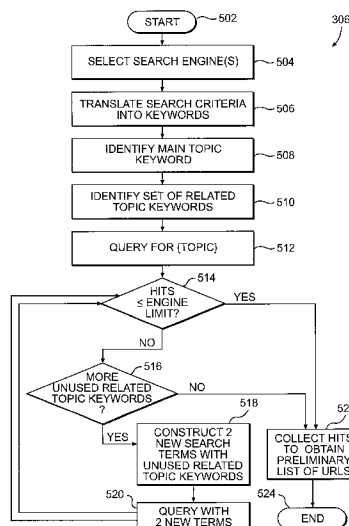 START
502
306
SELECT SEARCH ENGINE(S)
504
TRANSLATE SEARCH CRITERIA
INTO KEYWORDS
506
IDENTIFY MAIN TOPIC
KEYWORD
508
IDENTIFY SET OF RELATED
TOPIC KEYWORDS
510
QUERY FOR {TOPIC}
512
HITS
≤ ENGINE
LIMIT?
514
YES
NO
MORE
UNUSED RELATED
TOPIC KEYWORDS
?
516
NO
YES
CONSTRUCT 2
NEW SEARCH
TERMS WITH
UNUSED RELATED
TOPIC KEYWORDS
518
COLLECT HITS
TO OBTAIN
PRELIMINARY
LIST OF URLS
520
QUERY WITH
2 NEW TERMS
524
END